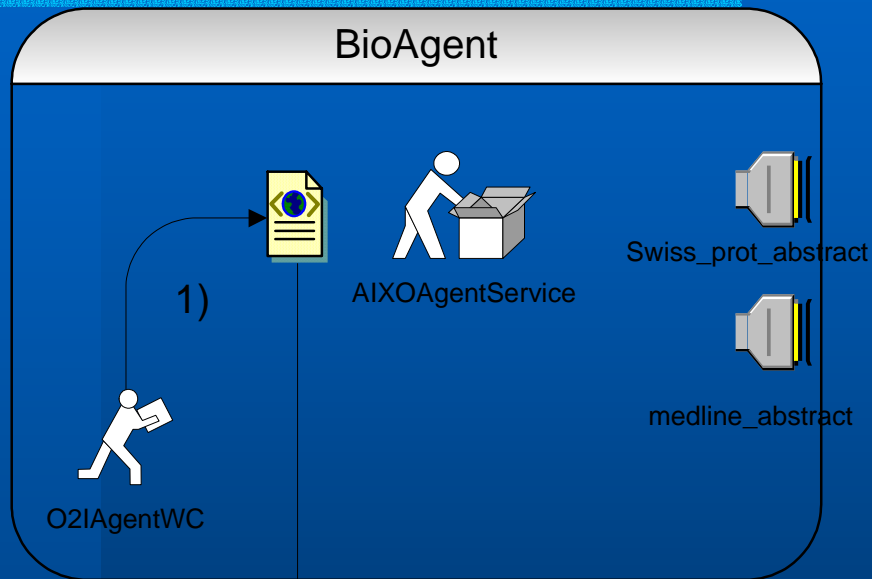 BioAgent
Swiss_prot_abstract
AIXOAgentService
1)
medline_abstract
O2IAgentWC